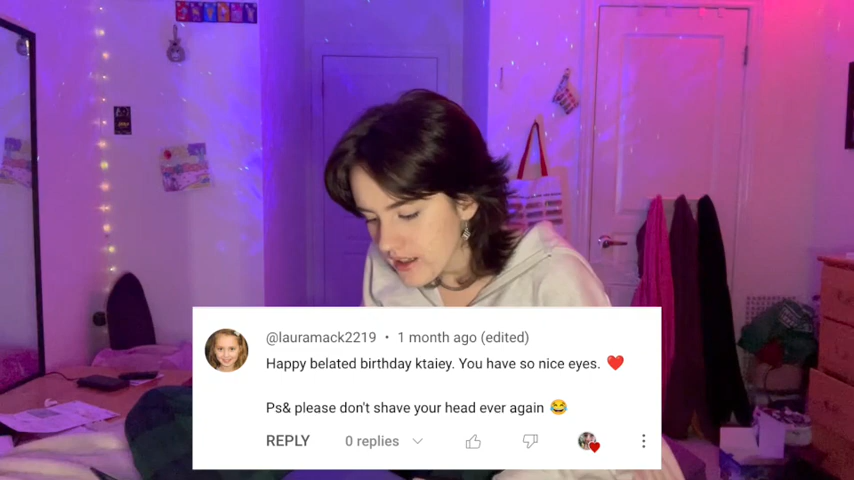 @lauramack2219 • 1 month ago (edited)
Happy belated birthday ktaiey. You have so nice eyes. ❤️
Ps& please don't shave your head ever again 😂
REPLY 0 replies